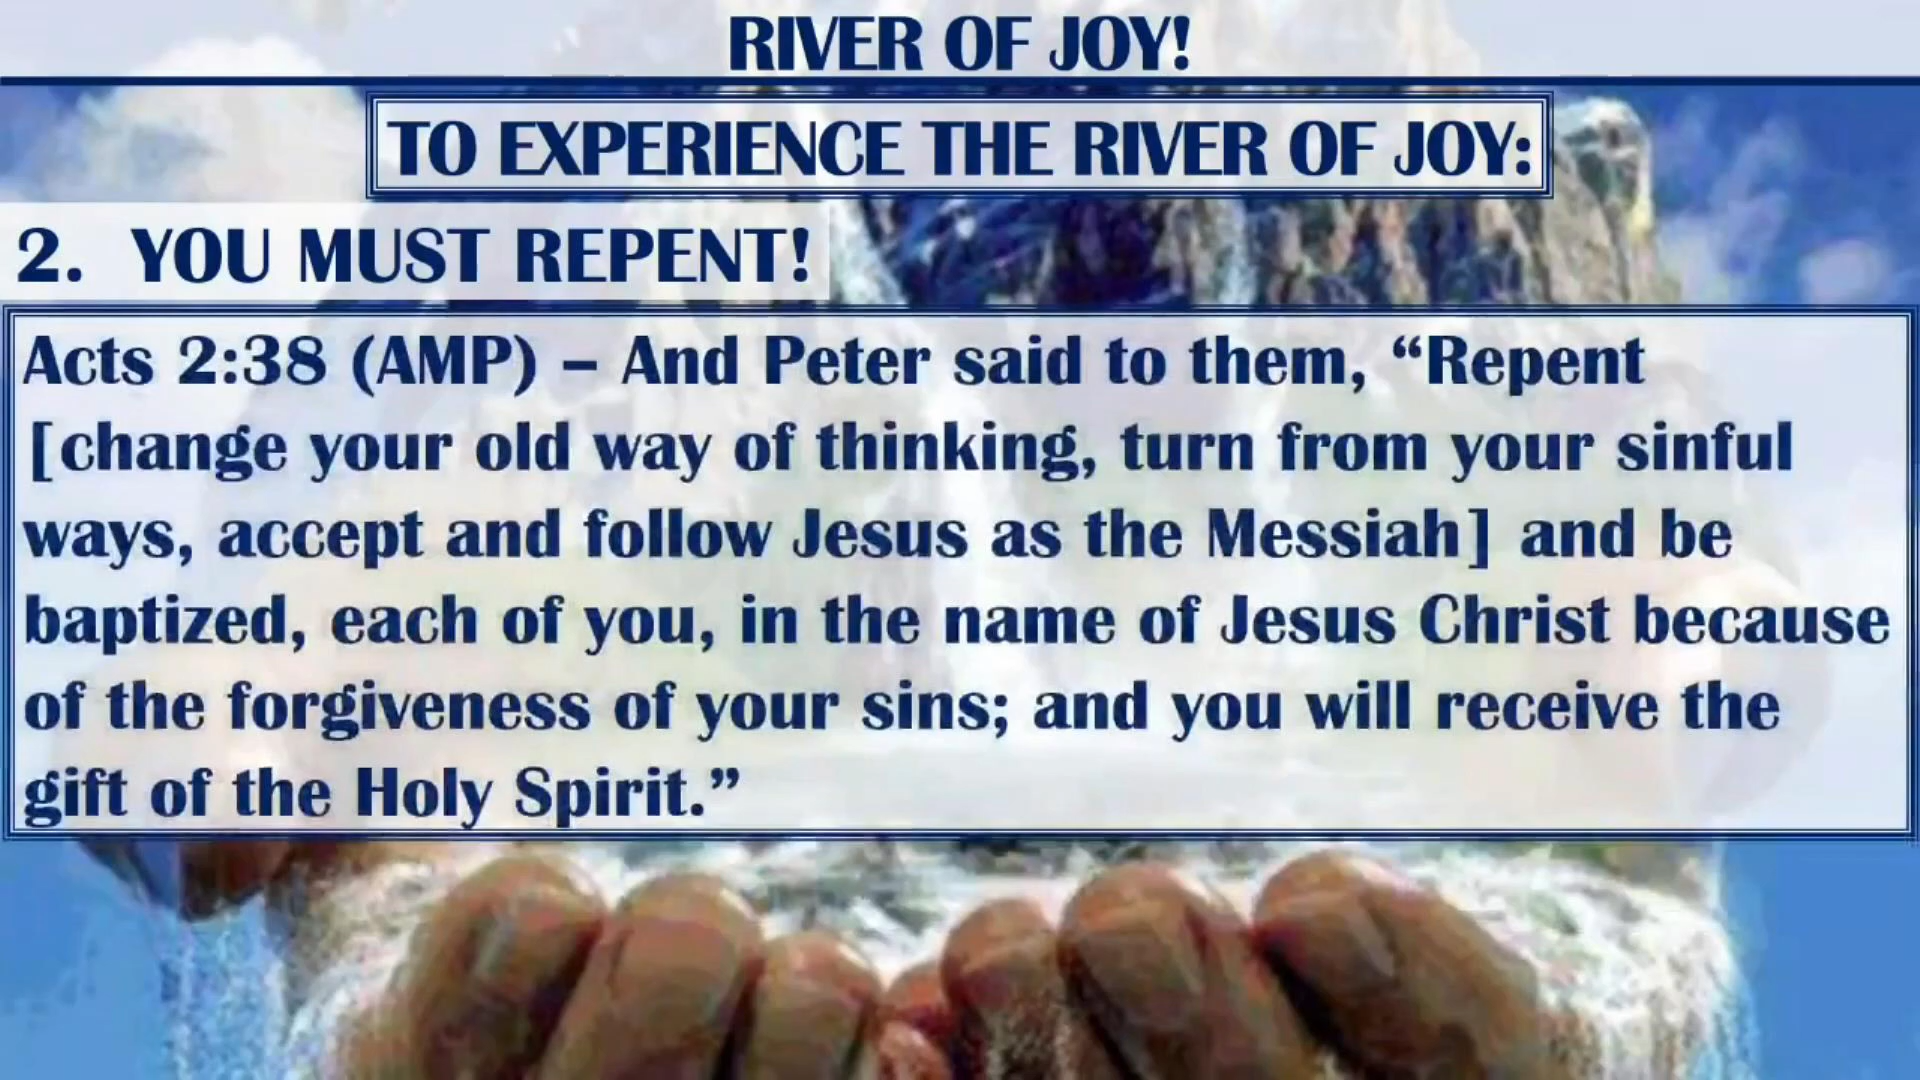 RIVER OF JOY!
TO EXPERIENCE THE RIVER OF JOY:
2. YOU MUST REPENT!
Acts 2:38 (AMP) – And Peter said to them, “Repent
[change your old way of thinking, turn from your sinful
ways, accept and follow Jesus as the Messiah] and be
baptized, each of you, in the name of Jesus Christ because
of the forgiveness of your sins; and you will receive the
gift of the Holy Spirit.”